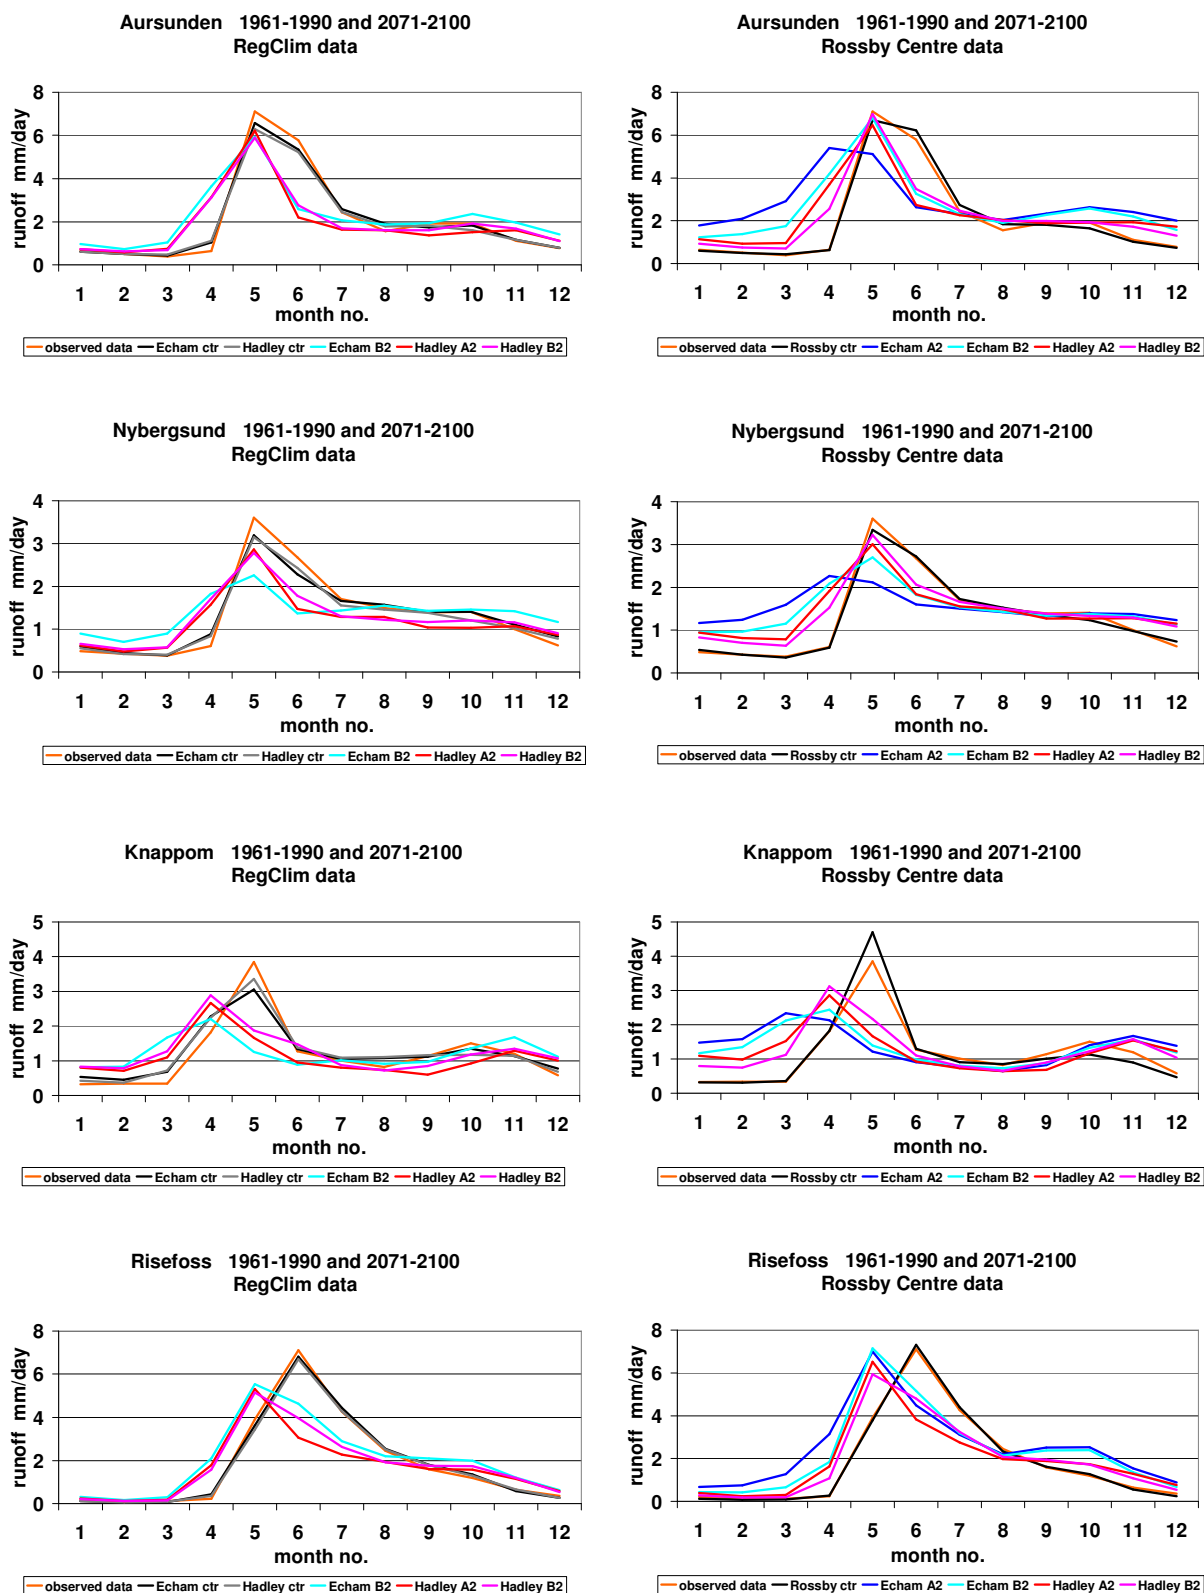 Aursunden 1961-1990 and 2071-2100
RegClim data
runoff mm/day
8
6
4
2
0
1 2 3 4 5 6 7 8 9 10 11 12
month no.
observed data Echam ctr Hadley ctr Echam B2 Hadley A2 Hadley B2
Aursunden 1961-1990 and 2071-2100
Rossby Centre data
runoff mm/day
8
6
4
2
0
1 2 3 4 5 6 7 8 9 10 11 12
month no.
observed data Rossby ctr Echam A2 Echam B2 Hadley A2 Hadley B2
Nybergsund 1961-1990 and 2071-2100
RegClim data
runoff mm/day
4
3
2
1
0
1 2 3 4 5 6 7 8 9 10 11 12
month no.
observed data Echam ctr Hadley ctr Echam B2 Hadley A2 Hadley B2
Nybergsund 1961-1990 and 2071-2100
Rossby Centre data
runoff mm/day
4
3
2
1
0
1 2 3 4 5 6 7 8 9 10 11 12
month no.
observed data Rossby ctr Echam A2 Echam B2 Hadley A2 Hadley B2
Knappom 1961-1990 and 2071-2100
RegClim data
runoff mm/day
5
4
3
2
1
0
1 2 3 4 5 6 7 8 9 10 11 12
month no.
observed data Echam ctr Hadley ctr Echam B2 Hadley A2 Hadley B2
Knappom 1961-1990 and 2071-2100
Rossby Centre data
runoff mm/day
5
4
3
2
1
0
1 2 3 4 5 6 7 8 9 10 11 12
month no.
observed data Rossby ctr Echam A2 Echam B2 Hadley A2 Hadley B2
Risefoss 1961-1990 and 2071-2100
RegClim data
runoff mm/day
8
6
4
2
0
1 2 3 4 5 6 7 8 9 10 11 12
month no.
observed data Echam ctr Hadley ctr Echam B2 Hadley A2 Hadley B2
Risefoss 1961-1990 and 2071-2100
Rossby Centre data
runoff mm/day
8
6
4
2
0
1 2 3 4 5 6 7 8 9 10 11 12
month no.
observed data Rossby ctr Echam A2 Echam B2 Hadley A2 Hadley B2